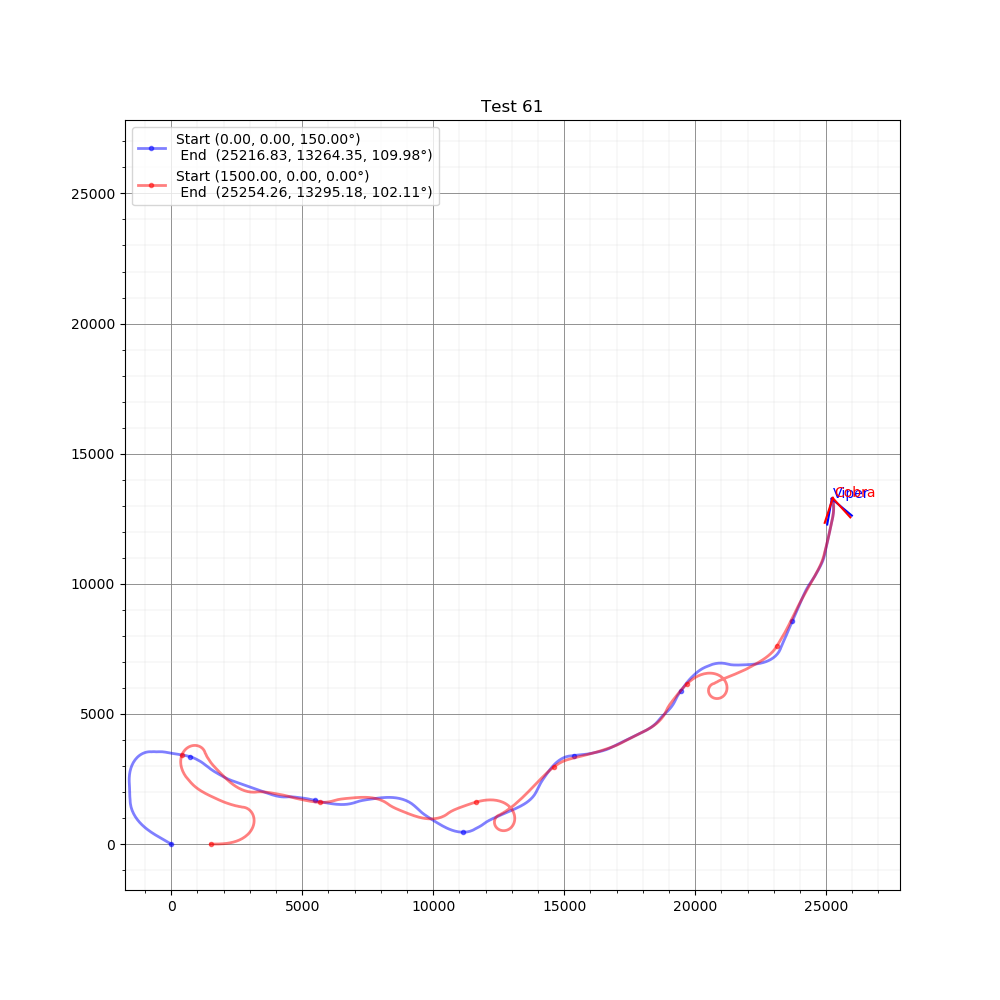 Test 61
Start (0.00, 0.00, 150.00°)
End (25216.83, 13264.35, 109.98°)
Start (1500.00, 0.00, 0.00°)
End (25254.26, 13295.18, 102.11°)
25000
20000
15000
10000
5000
0
Viper
Cobra
0 5000 10000 15000 20000 25000